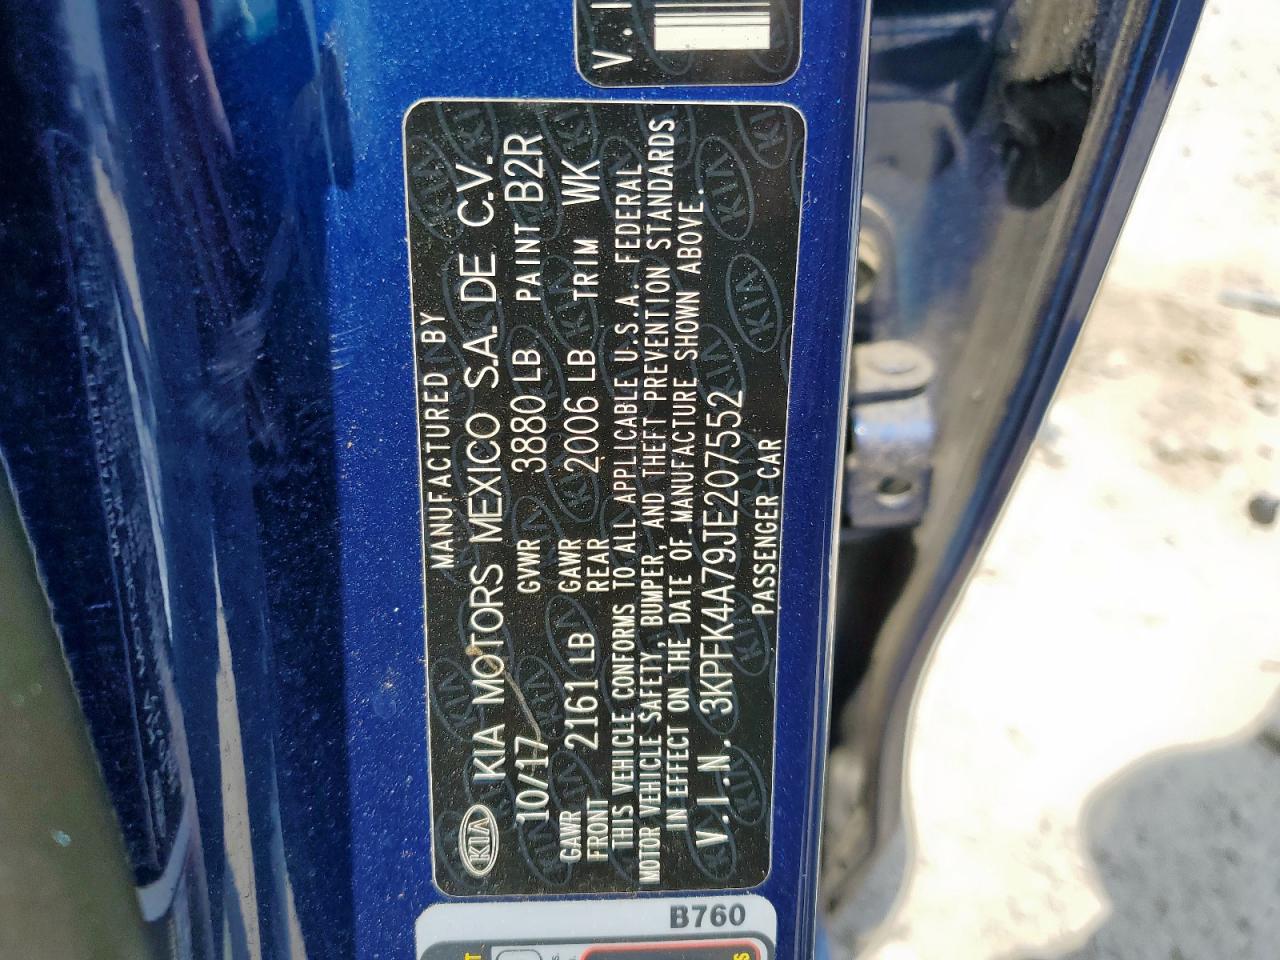 V.I
MANUFACTURED BY
KIA KIA MOTORS MEXICO S.A. DE C.V.
10/17 GVWR 3880 LB PAINT B2R
GAWR FRONT 2161 LB GAWR REAR 2006 LB TRIM WK
THIS VEHICLE CONFORMS TO ALL APPLICABLE U.S.A. FEDERAL
MOTOR VEHICLE SAFETY, BUMPER, AND THEFT PREVENTION STANDARDS
IN EFFECT ON THE DATE OF MANUFACTURE SHOWN ABOVE.
V.I.N. 3KPFK4A79JE207552
PASSENGER CAR
B760